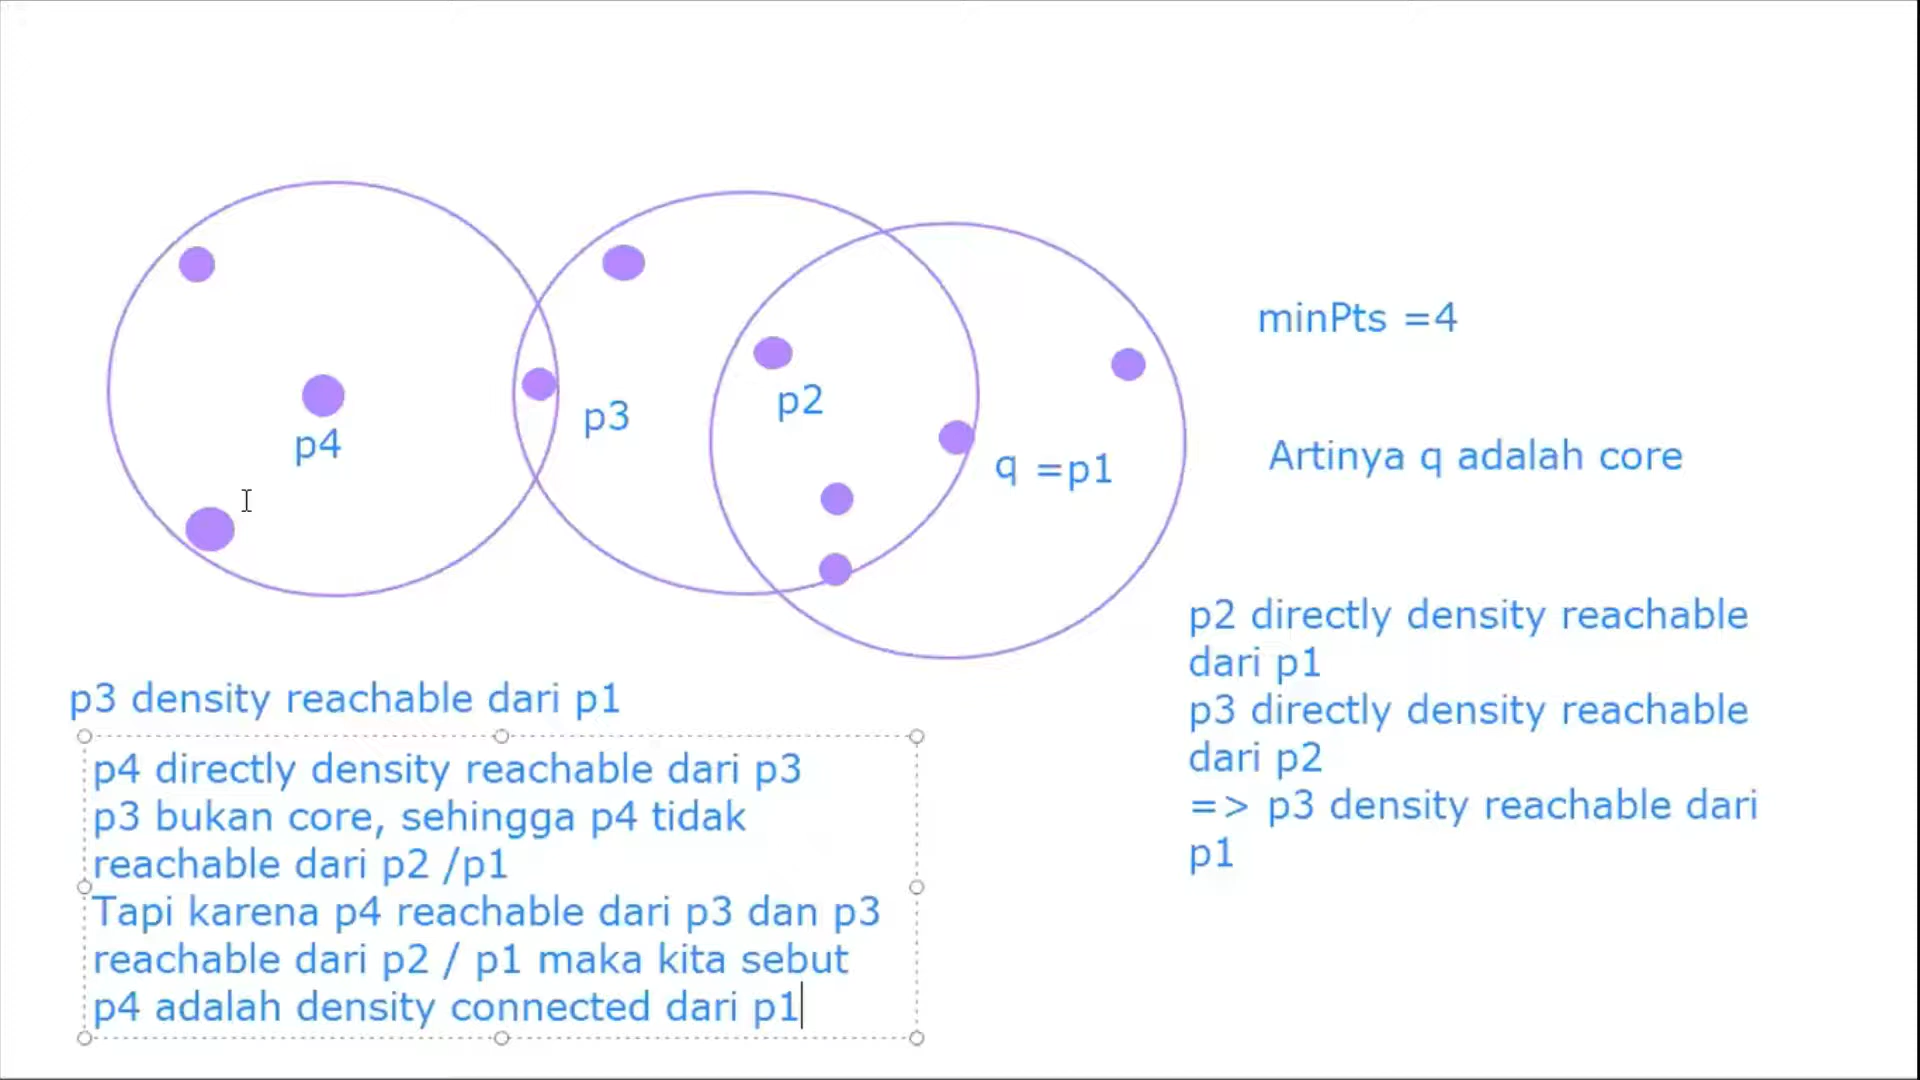 p4
p3
p2
q =p1
minPts =4
Artinya q adalah core
p2 directly density reachable
dari p1
p3 directly density reachable
dari p2
=> p3 density reachable dari
p1
p3 density reachable dari p1
p4 directly density reachable dari p3
p3 bukan core, sehingga p4 tidak
reachable dari p2 /p1
Tapi karena p4 reachable dari p3 dan p3
reachable dari p2 / p1 maka kita sebut
p4 adalah density connected dari p1